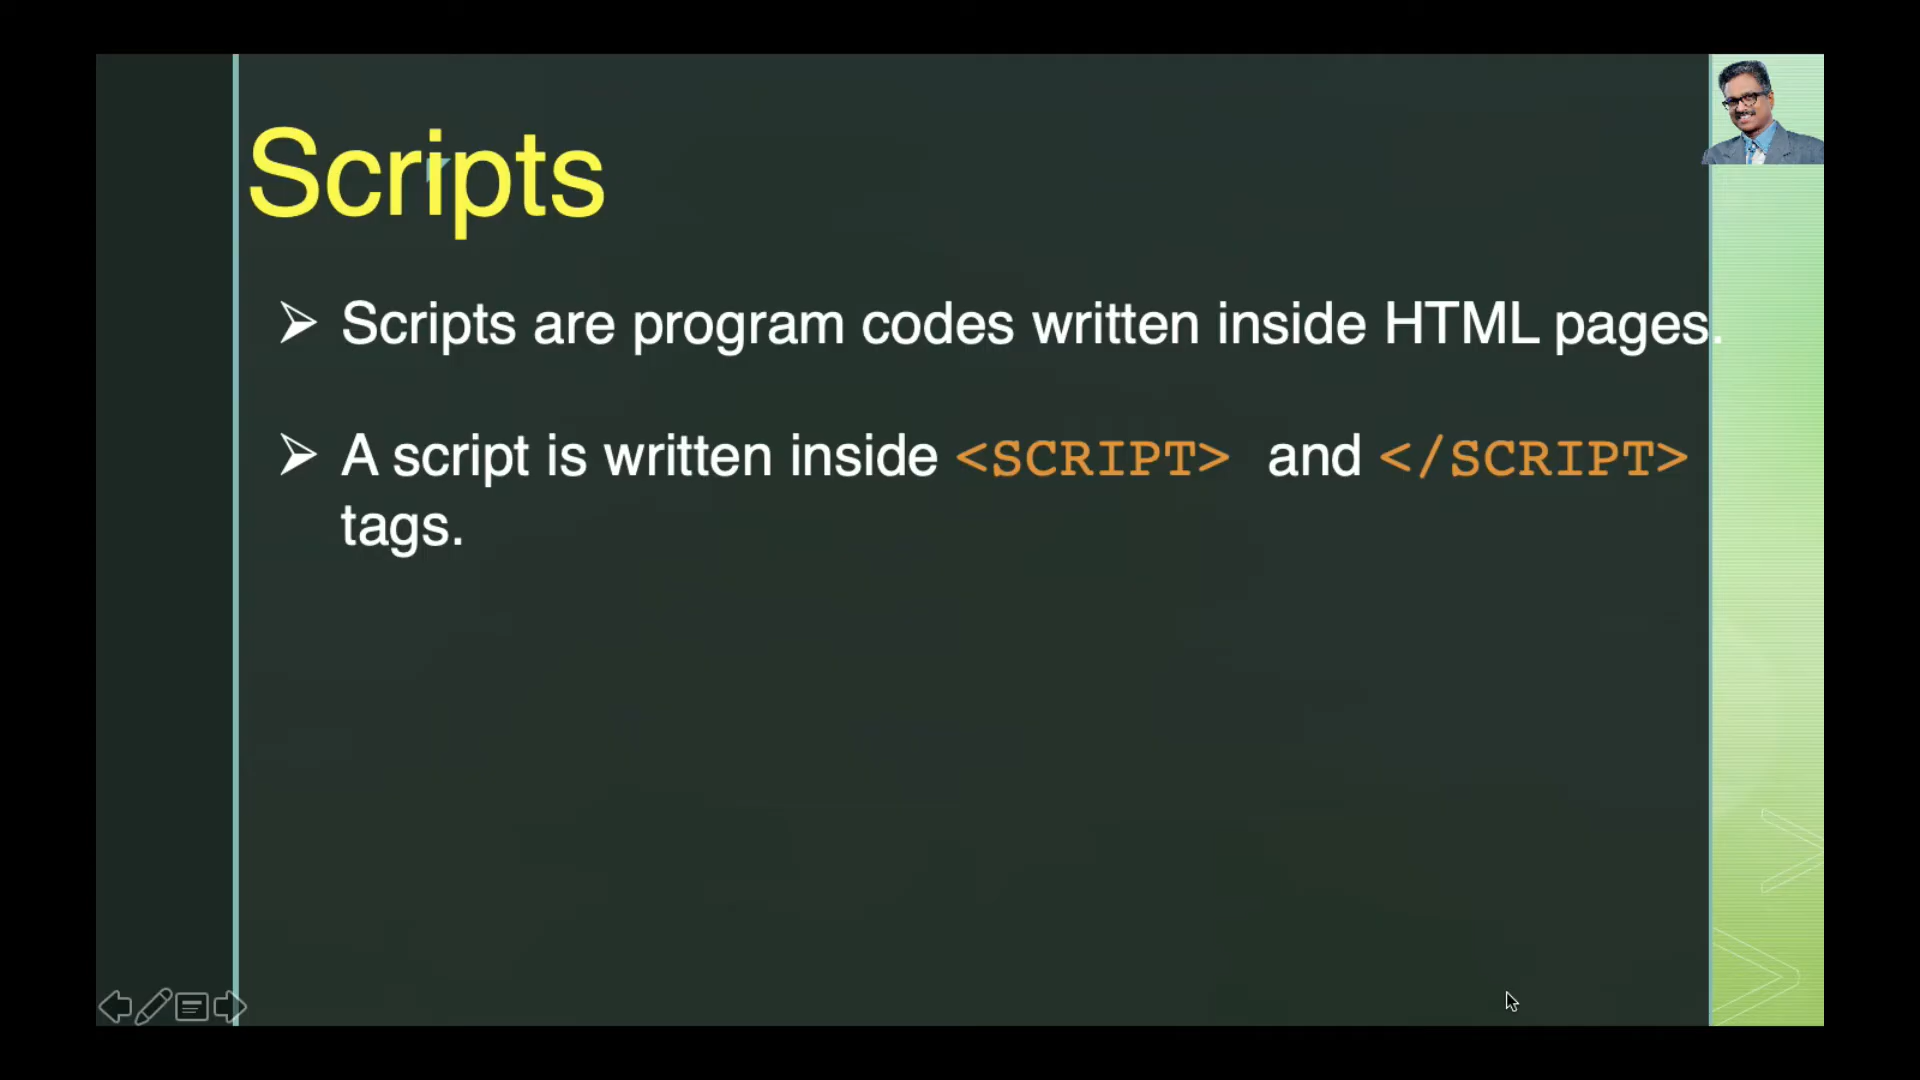 Scripts
➢ Scripts are program codes written inside HTML pages.
➢ A script is written inside <SCRIPT> and </SCRIPT>
tags.